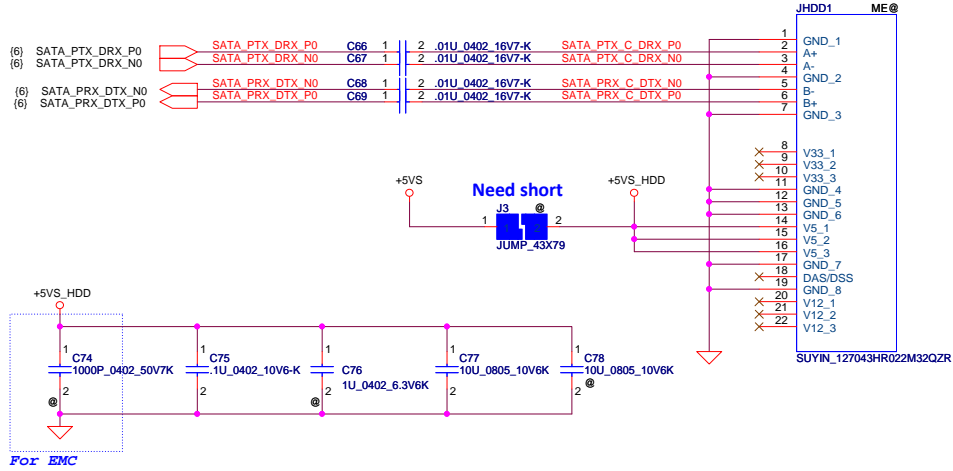 JHDD1 ME@
{6} SATA_PTX_DRX_P0 SATA_PTX_DRX_P0 C66 1 2 .01U_0402_16V7-K SATA_PTX_C_DRX_P0
{6} SATA_PTX_DRX_N0 SATA_PTX_DRX_N0 C67 1 2 .01U_0402_16V7-K SATA_PTX_C_DRX_N0
{6} SATA_PRX_DTX_N0 SATA_PRX_DTX_N0 C68 1 2 .01U_0402_16V7-K SATA_PRX_C_DTX_N0
{6} SATA_PRX_DTX_P0 SATA_PRX_DTX_P0 C69 1 2 .01U_0402_16V7-K SATA_PRX_C_DTX_P0
1 GND_1
2 A+
3 A-
4 GND_2
5 B-
6 B+
7 GND_3
8 V33_1
9 V33_2
10 V33_3
11 GND_4
12 GND_5
13 GND_6
14 V5_1
15 V5_2
16 V5_3
17 GND_7
18 DAS/DSS
19 GND_8
20 V12_1
21 V12_2
22 V12_3
SUYIN_127043HR022M32QZR
+5VS Need short +5VS_HDD
J3 @
1 1 2 2
JUMP_43X79
+5VS_HDD
1 1 1 1 1
C74 C75 C76 C77 C78
1000P_0402_50V7K .1U_0402_10V6-K 1U_0402_6.3V6K 10U_0805_10V6K 10U_0805_10V6K
2 2 2 2 2
@ @ @
For EMC